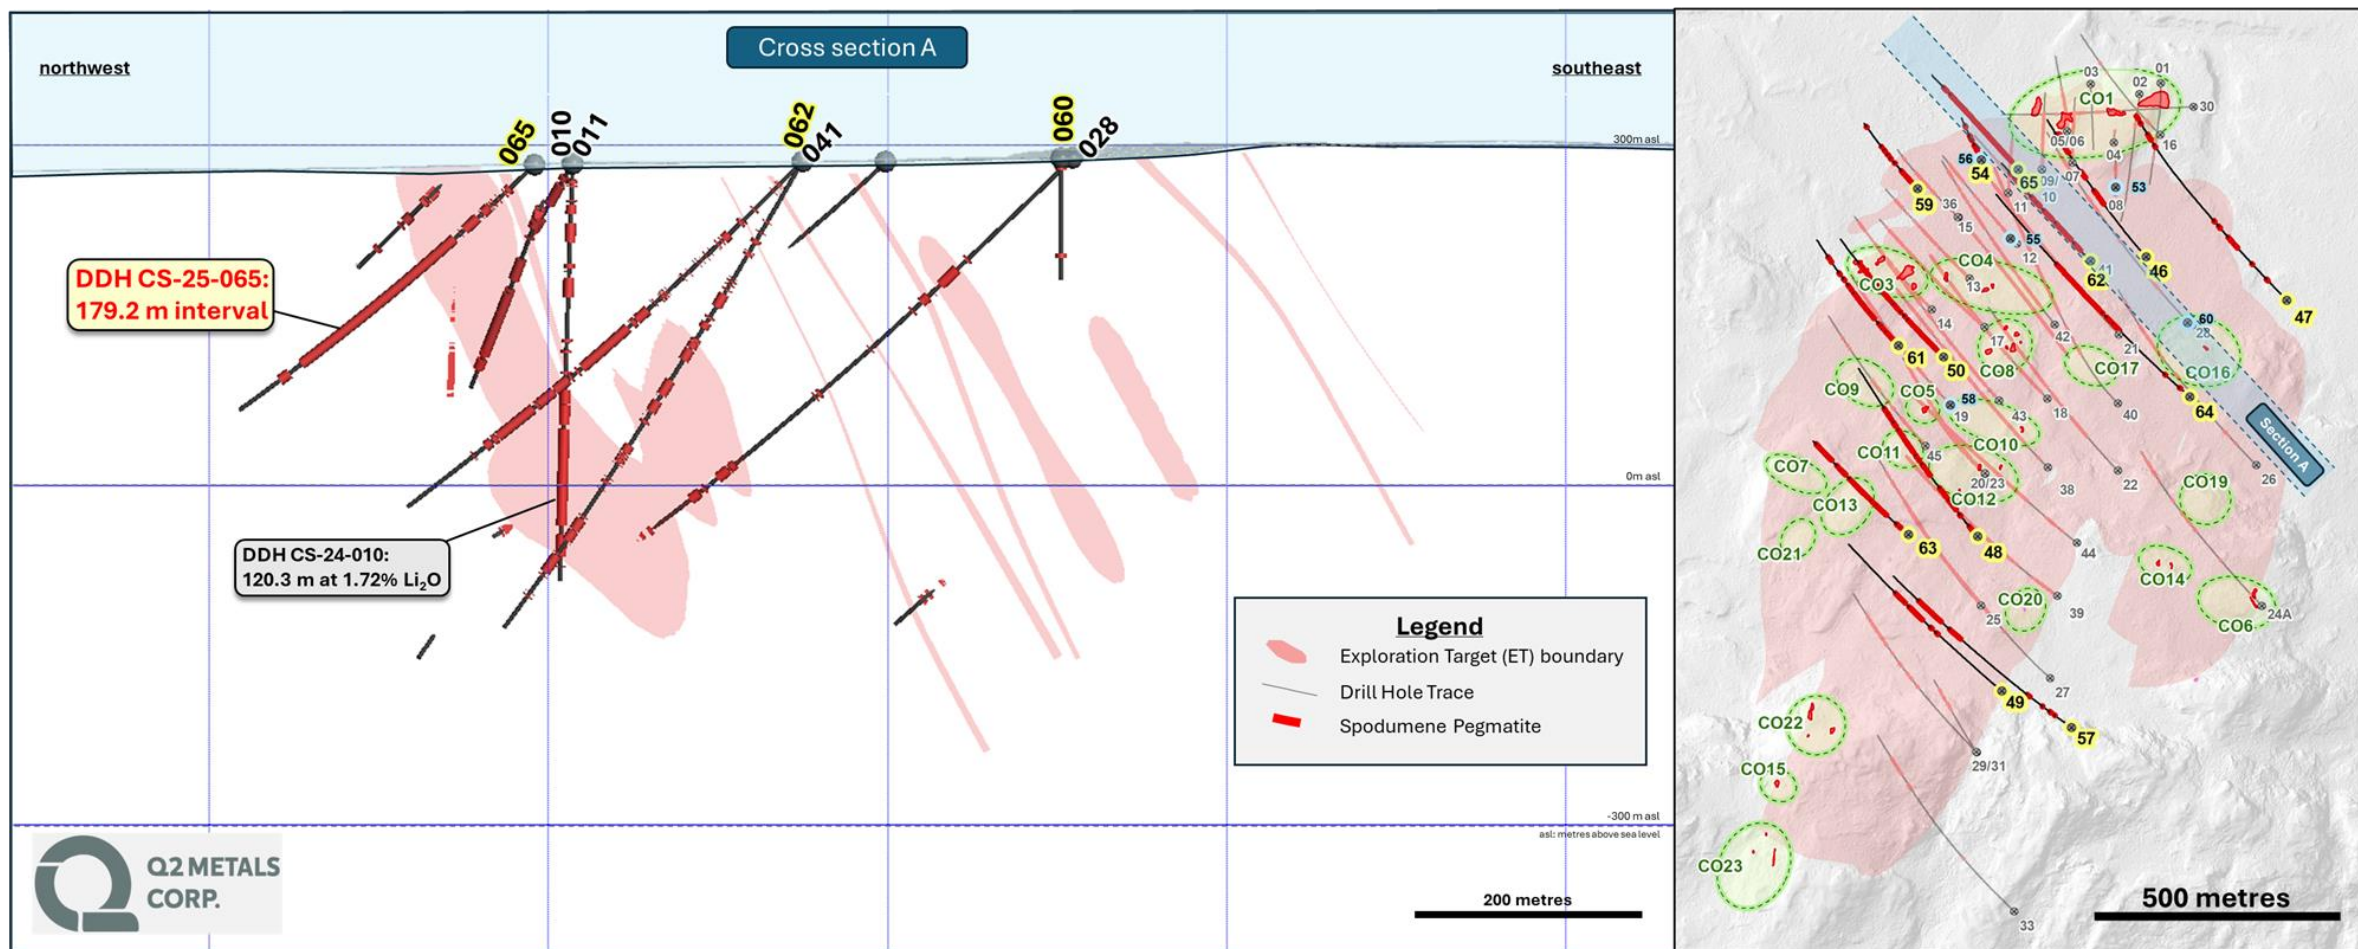 Cross section A
northwest
southeast
065
010
011
062
041
060
028
300m asl
DDH CS-25-065:
179.2 m interval
0m asl
DDH CS-24-010:
120.3 m at 1.72% Li₂O
Legend
Exploration Target (ET) boundary
Drill Hole Trace
Spodumene Pegmatite
-300 m asl
asl: metres above sea level
Q2 METALS
CORP.
200 metres
03
01
02
CO1
30
05/06
16
04
56
54
65
09/
10
07
53
59
36
11
08
15
55
12
46
CO4
41
62
CO3
13
47
14
60
28
17
42
21
61
50
CO8
CO17
CO16
CO9
CO5
58
19
43
18
40
64
CO11
45
CO10
Section A
CO7
20/23
38
22
26
CO19
CO13
CO12
CO21
63
48
44
CO14
CO20
25
39
24A
CO6
27
49
57
CO22
29/31
CO15
CO23
500 metres
33